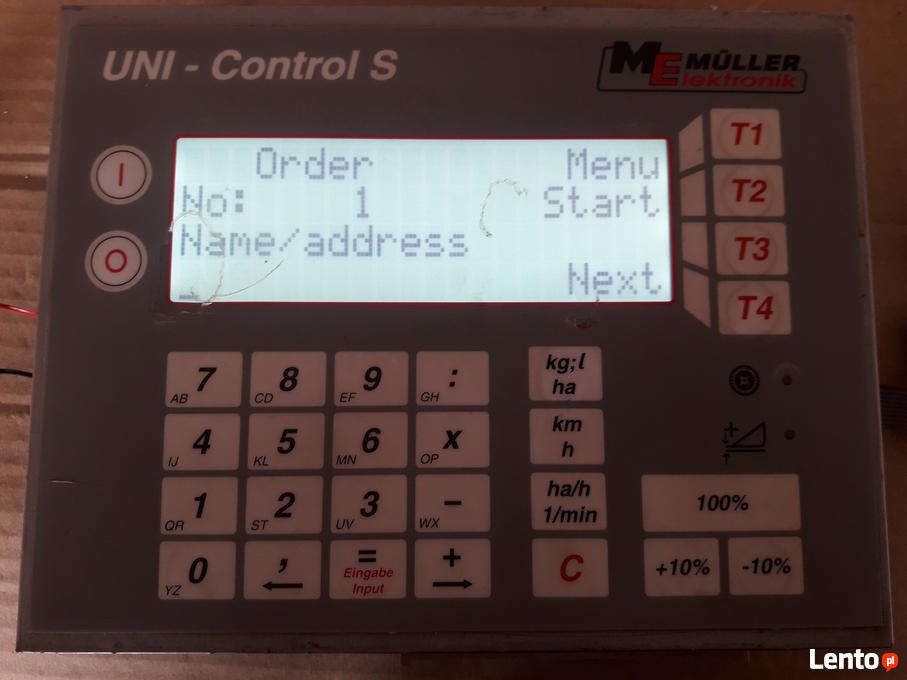 UNI - Control S
ME MÜLLER
Elektronik
Order Menu
No: 1 Start
Name/address
_ Next
I
O
T1
T2
T3
T4
7 AB
8 CD
9 EF
: GH
kg;l
ha
4 IJ
5 KL
6 MN
x OP
km
h
1 QR
2 ST
3 UV
– WX
ha/h
1/min
100%
0 YZ
, ←
=
Eingabe
Input
+ →
C
+10%
-10%
Lento pl